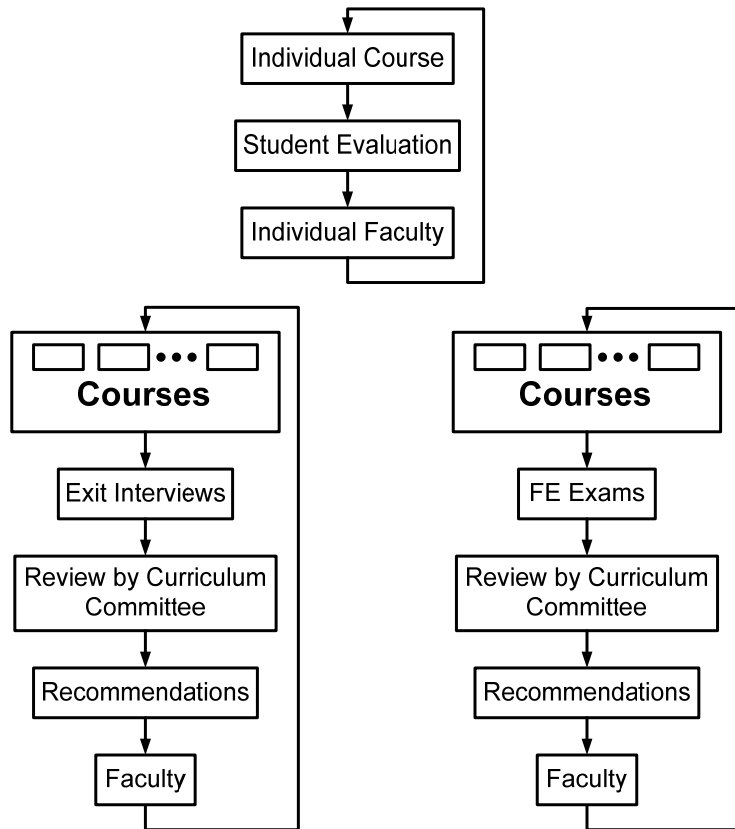 Individual Course
Student Evaluation
Individual Faculty
Courses
Exit Interviews
Review by Curriculum
Committee
Recommendations
Faculty
Courses
FE Exams
Review by Curriculum
Committee
Recommendations
Faculty